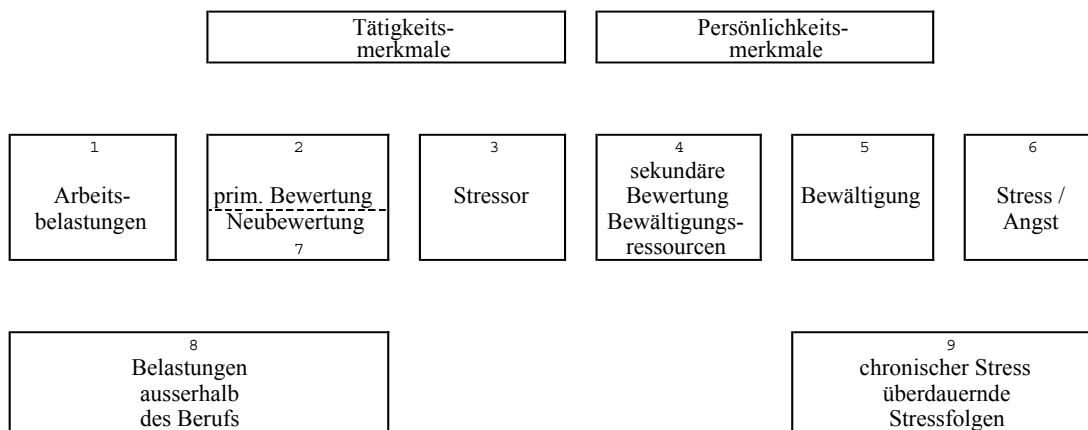 Tätigkeits-
merkmale
Persönlichkeits-
merkmale
1
Arbeits-
belastungen
2
prim. Bewertung
Neubewertung
7
3
Stressor
4
sekundäre
Bewertung
Bewältigungs-
ressourcen
5
Bewältigung
6
Stress /
Angst
8
Belastungen
ausserhalb
des Berufs
9
chronischer Stress
überdauernde
Stressfolgen